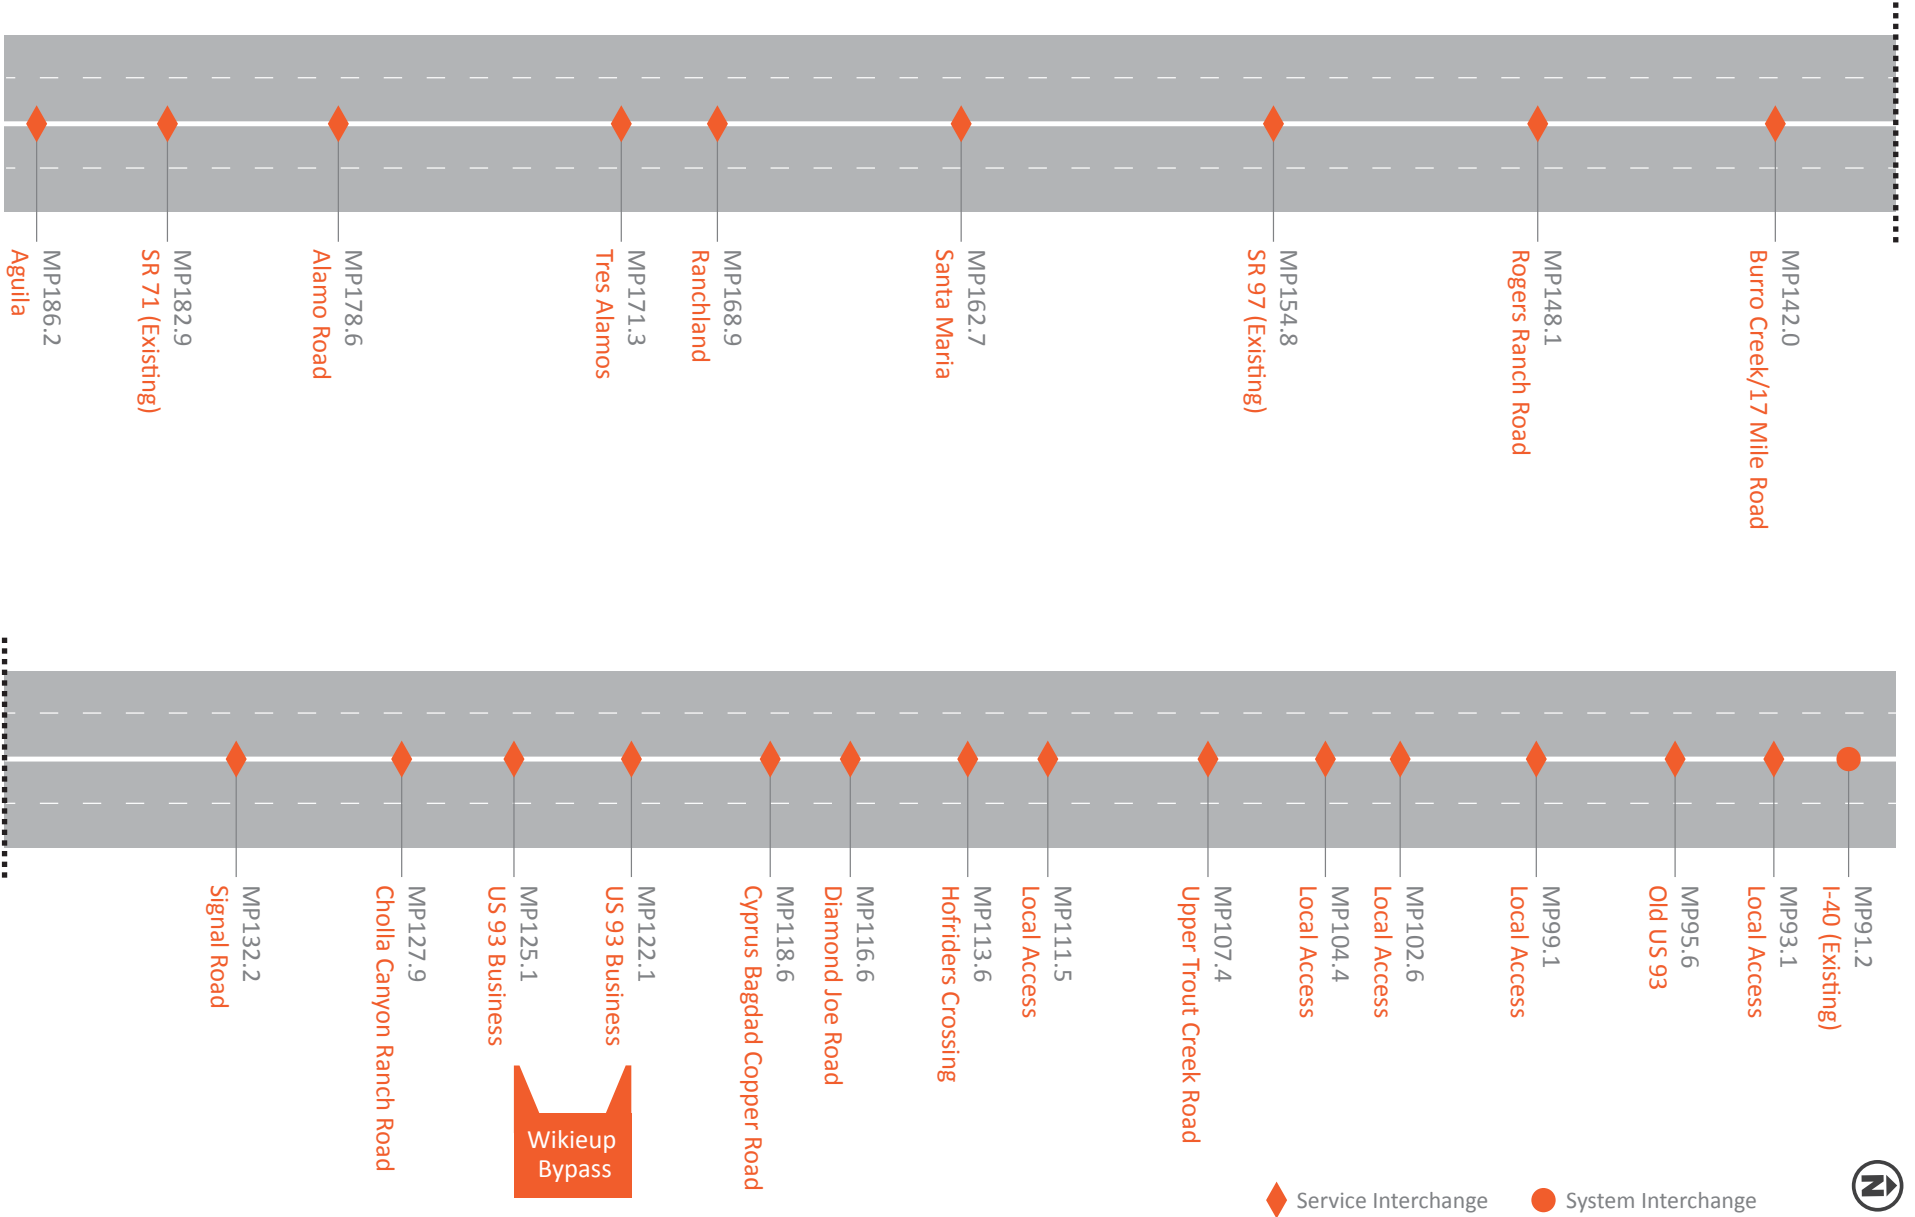 MP186.2
Aguila
MP182.9
SR 71 (Existing)
MP178.6
Alamo Road
MP171.3
Tres Alamos
MP168.9
Ranchland
MP162.7
Santa Maria
MP154.8
SR 97 (Existing)
MP148.1
Rogers Ranch Road
MP142.0
Burro Creek/17 Mile Road
MP132.2
Signal Road
MP127.9
Cholla Canyon Ranch Road
MP125.1
US 93 Business
MP122.1
US 93 Business
MP118.6
Cyprus Bagdad Copper Road
MP116.6
Diamond Joe Road
MP113.6
Hofriders Crossing
MP111.5
Local Access
MP107.4
Upper Trout Creek Road
MP104.4
Local Access
MP102.6
Local Access
MP99.1
Local Access
MP95.6
Old US 93
MP93.1
Local Access
MP91.2
I-40 (Existing)
Wikieup
Bypass
Service Interchange
System Interchange
N